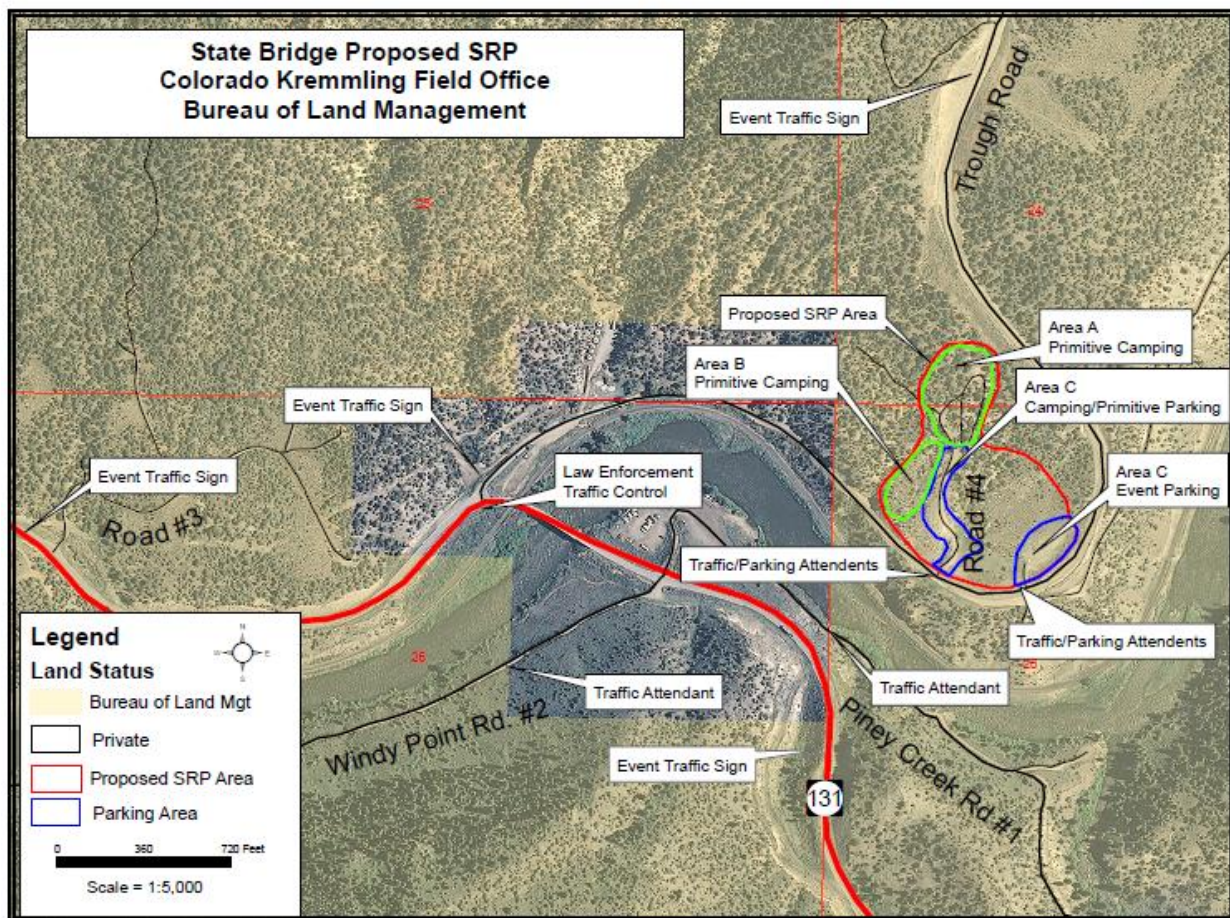 State Bridge Proposed SRP
Colorado Kremmling Field Office
Bureau of Land Management
Event Traffic Sign
Trough Road
24
Proposed SRP Area
Area A
Primitive Camping
Area B
Primitive Camping
Area C
Camping/Primitive Parking
Event Traffic Sign
Law Enforcement
Traffic Control
Area C
Event Parking
Event Traffic Sign
Road #3
Road #4
Traffic/Parking Attendents
Traffic/Parking Attendents
26
Traffic Attendant
Traffic Attendant
Windy Point Rd. #2
Piney Creek Rd #1
Event Traffic Sign
131
Legend
N
W E
S
Land Status
Bureau of Land Mgt
Private
Proposed SRP Area
Parking Area
0 360 720 Feet
Scale = 1:5,000